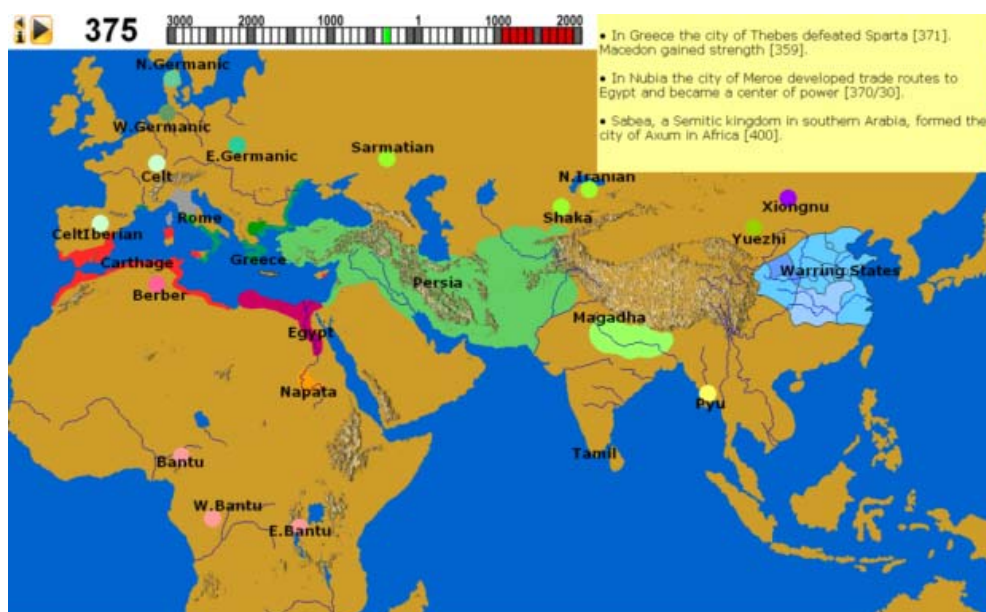 375
3000 2000 1000 1 1000 2000
• In Greece the city of Thebes defeated Sparta [371].
Macedon gained strength [359].
• In Nubia the city of Meroe developed trade routes to
Egypt and became a center of power [370/30].
• Sabea, a Semitic kingdom in southern Arabia, formed the
city of Axum in Africa [400].
N.Germanic
W.Germanic
E.Germanic
Sarmatian
Celt
N.Iranian
Xiongnu
Rome
Shaka
CeltIberian
Yuezhi
Greece
Carthage
Warring States
Persia
Berber
Magadha
Egypt
Napata
Pyu
Tamil
Bantu
W.Bantu
E.Bantu